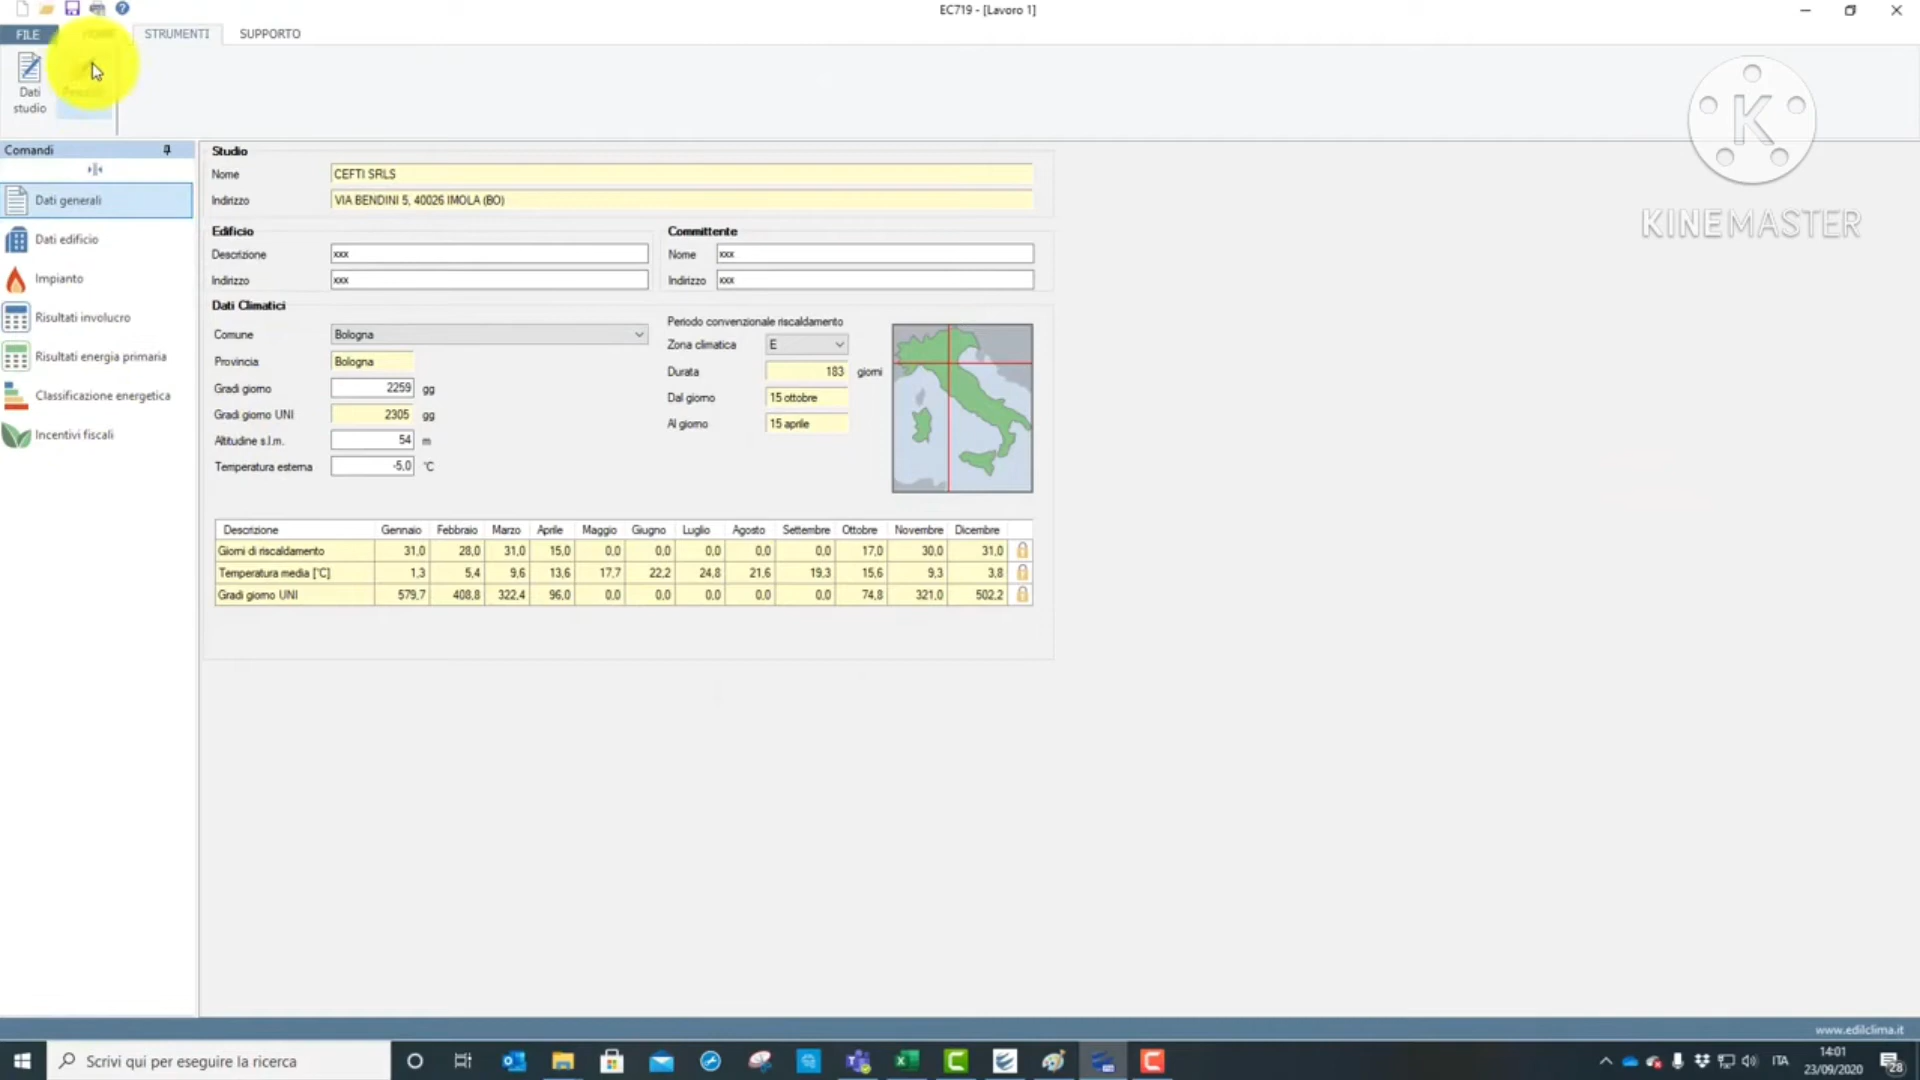 EC719 - [Lavoro 1]
FILE STRUMENTI SUPPORTO
Dati studio
K
KINEMASTER
Comandi
Dati generali
Dati edificio
Impianto
Risultati involucro
Risultati energia primaria
Classificazione energetica
Incentivi fiscali
Studio
Nome CEFTI SRLS
Indirizzo VIA BENDINI 5, 40026 IMOLA (BO)
Edificio
Descrizione xxx
Indirizzo xxx
Committente
Nome xxx
Indirizzo xxx
Dati Climatici
Comune Bologna
Provincia Bologna
Gradi giorno 2259 gg
Gradi giorno UNI 2305 gg
Altitudine s.l.m. 54 m
Temperatura esterna -5,0 °C
Periodo convenzionale riscaldamento
Zona climatica E
Durata 183 giorni
Dal giorno 15 ottobre
Al giorno 15 aprile
Descrizione Gennaio Febbraio Marzo Aprile Maggio Giugno Luglio Agosto Settembre Ottobre Novembre Dicembre
Giorni di riscaldamento 31,0 28,0 31,0 15,0 0,0 0,0 0,0 0,0 0,0 17,0 30,0 31,0
Temperatura media [°C] 1,3 5,4 9,6 13,6 17,7 22,2 24,8 21,6 19,3 15,6 9,3 3,8
Gradi giorno UNI 579,7 408,8 322,4 96,0 0,0 0,0 0,0 0,0 0,0 74,8 321,0 502,2
www.edilclima.it
Scrivi qui per eseguire la ricerca
ITA
14:01
23/09/2020
28